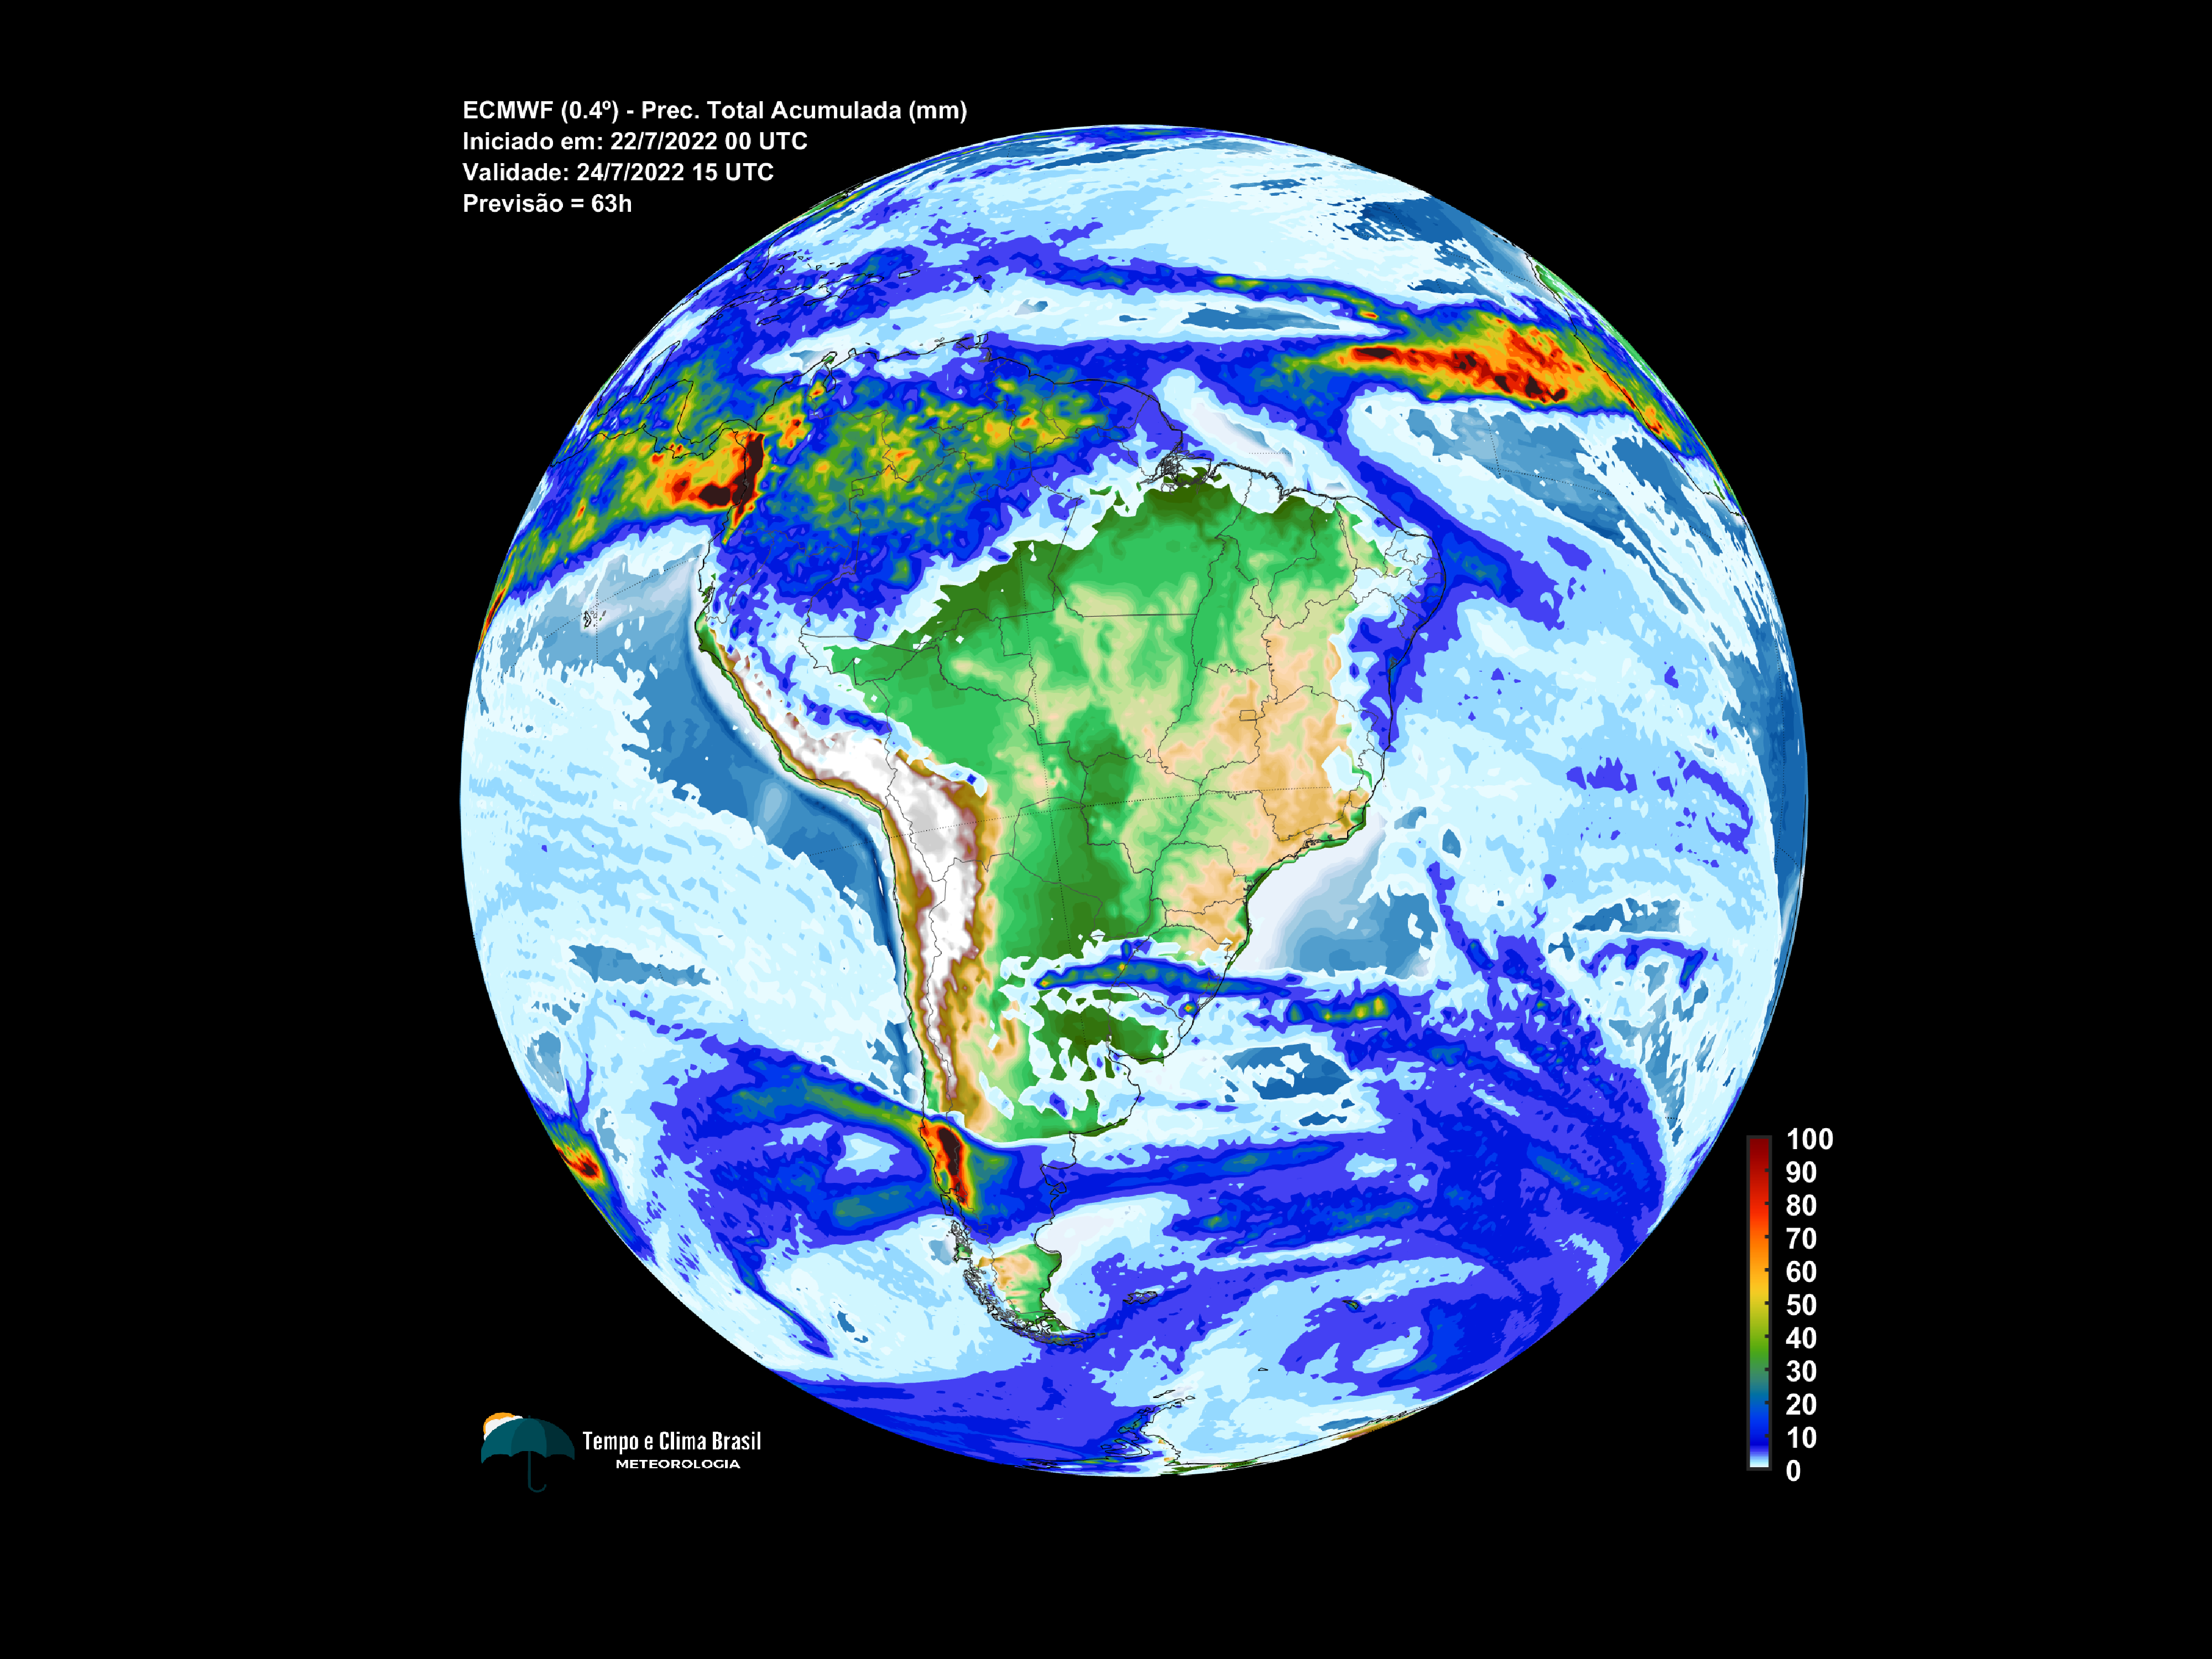 ECMWF (0.4º) - Prec. Total Acumulada (mm)
Iniciado em: 22/7/2022 00 UTC
Validade: 24/7/2022 15 UTC
Previsão = 63h
100
90
80
70
60
50
40
30
20
10
0
Tempo e Clima Brasil
METEOROLOGIA